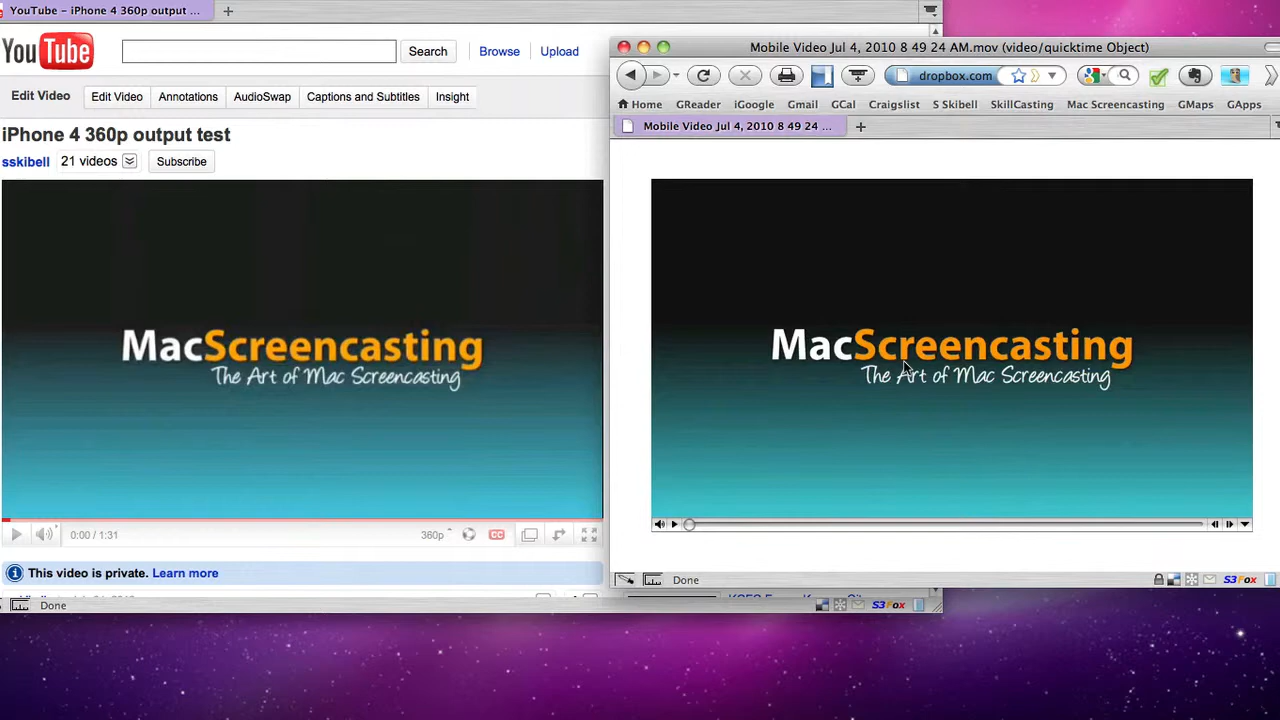 YouTube - iPhone 4 360p output ...
YouTube
Search
Browse
Upload
Edit Video
Edit Video
Annotations
AudioSwap
Captions and Subtitles
Insight
iPhone 4 360p output test
sskibell
21 videos
Subscribe
MacScreencasting
The Art of Mac Screencasting
0:00 / 1:31
360p
CC
This video is private. Learn more
Done
S3Fox
Mobile Video Jul 4, 2010 8 49 24 AM.mov (video/quicktime Object)
dropbox.com
Home
GReader
iGoogle
Gmail
GCal
Craigslist
S Skibell
SkillCasting
Mac Screencasting
GMaps
GApps
Mobile Video Jul 4, 2010 8 49 24 ...
MacScreencasting
The Art of Mac Screencasting
Done
S3Fox